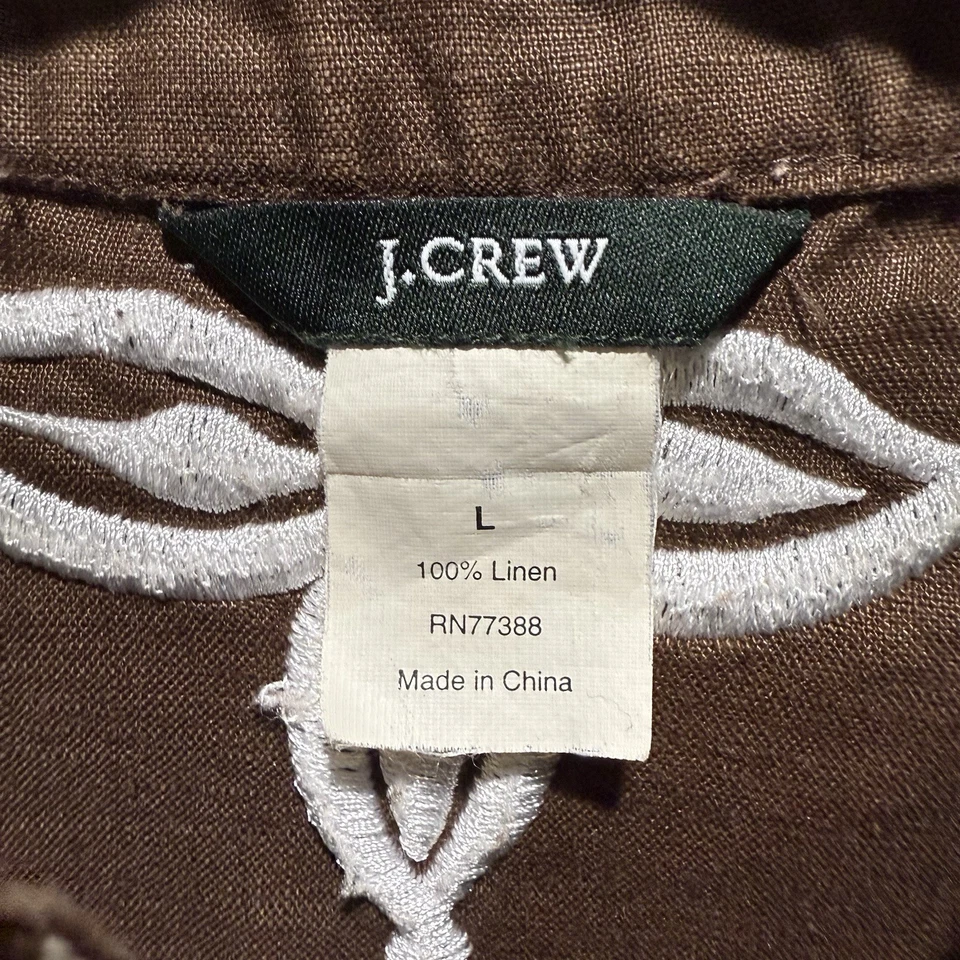 J.CREW
L
100% Linen
RN77388
Made in China